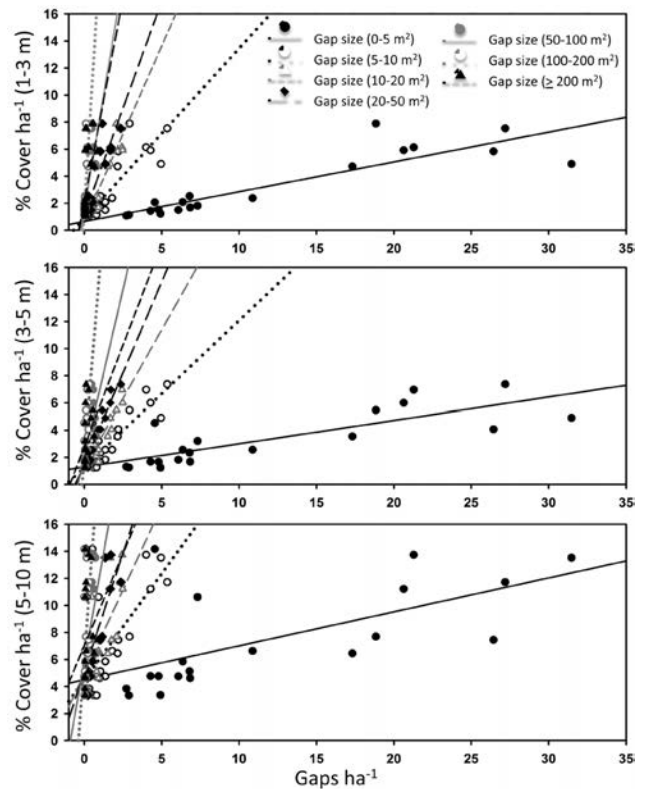 16
14
12
10
8
6
4
2
0
% Cover ha⁻¹ (1-3 m)
Gap size (0-5 m²)
Gap size (5-10 m²)
Gap size (10-20 m²)
Gap size (20-50 m²)
Gap size (50-100 m²)
Gap size (100-200 m²)
Gap size (≥ 200 m²)
0 5 10 15 20 25 30 35
16
14
12
10
8
6
4
2
0
% Cover ha⁻¹ (3-5 m)
0 5 10 15 20 25 30 35
16
14
12
10
8
6
4
2
0
% Cover ha⁻¹ (5-10 m)
0 5 10 15 20 25 30 35
Gaps ha⁻¹